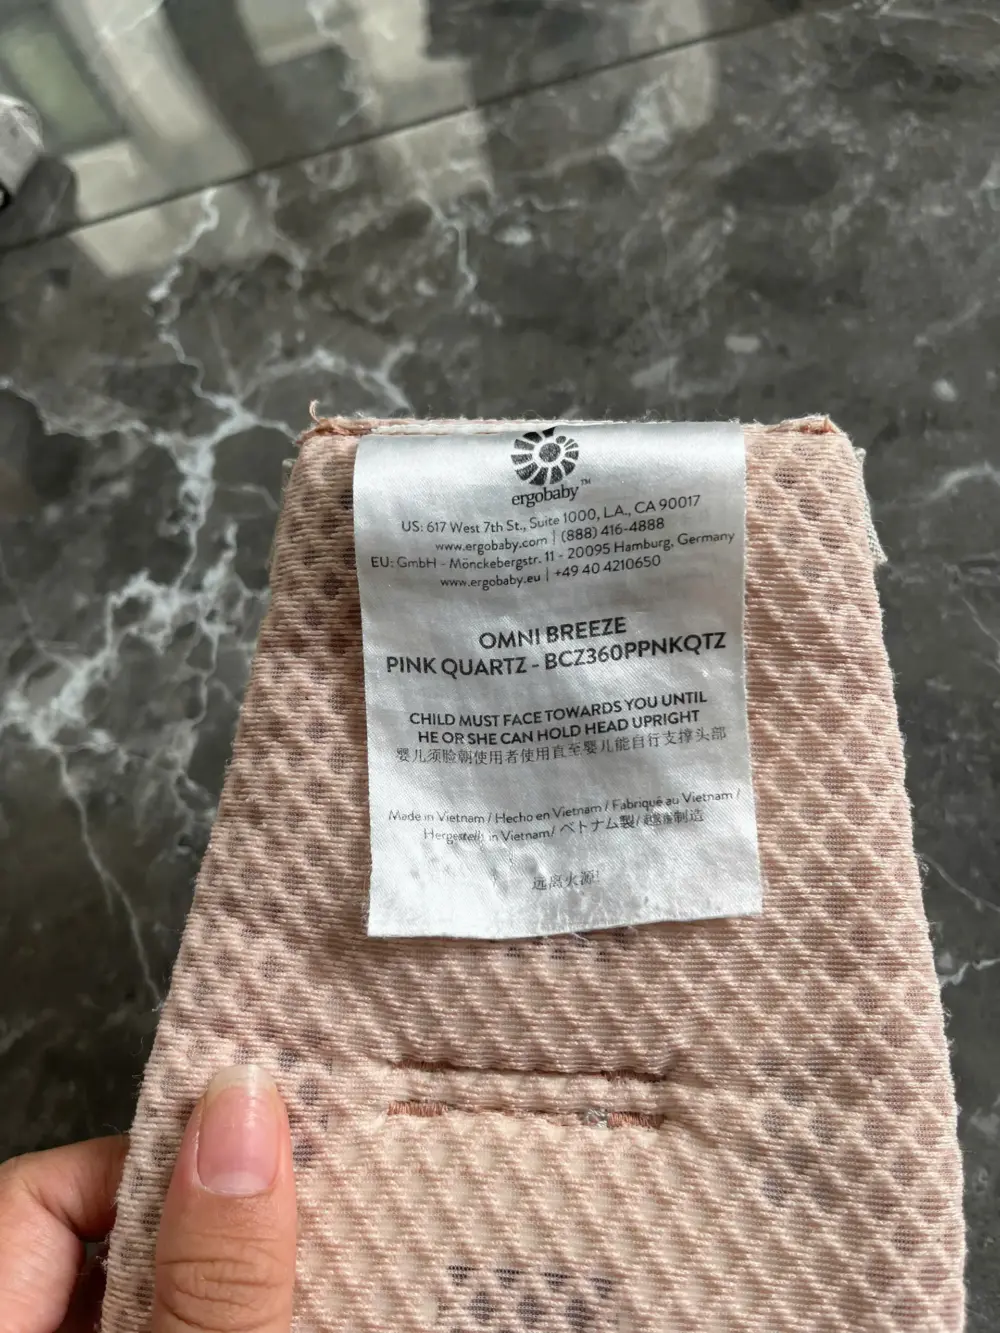 ergobaby™
US: 617 West 7th St., Suite 1000, L.A., CA 90017
www.ergobaby.com | (888) 416-4888
EU: GmbH - Mönckebergstr. 11 - 20095 Hamburg, Germany
www.ergobaby.eu | +49 40 4210650
OMNI BREEZE
PINK QUARTZ - BCZ360PPNKQTZ
CHILD MUST FACE TOWARDS YOU UNTIL
HE OR SHE CAN HOLD HEAD UPRIGHT
婴儿须脸朝使用者使用直至婴儿能自行支撑头部
Made in Vietnam / Hecho en Vietnam / Fabriqué au Vietnam /
Hergestellt in Vietnam/ ベトナム製/ 越南制造
远离火源!